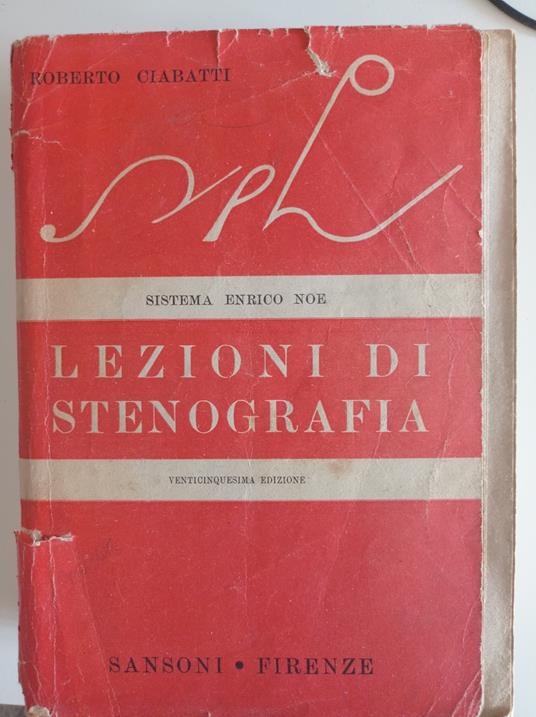 ROBERTO CIABATTI
SISTEMA ENRICO NOE
LEZIONI DI
STENOGRAFIA
VENTICINQUESIMA EDIZIONE
SANSONI • FIRENZE